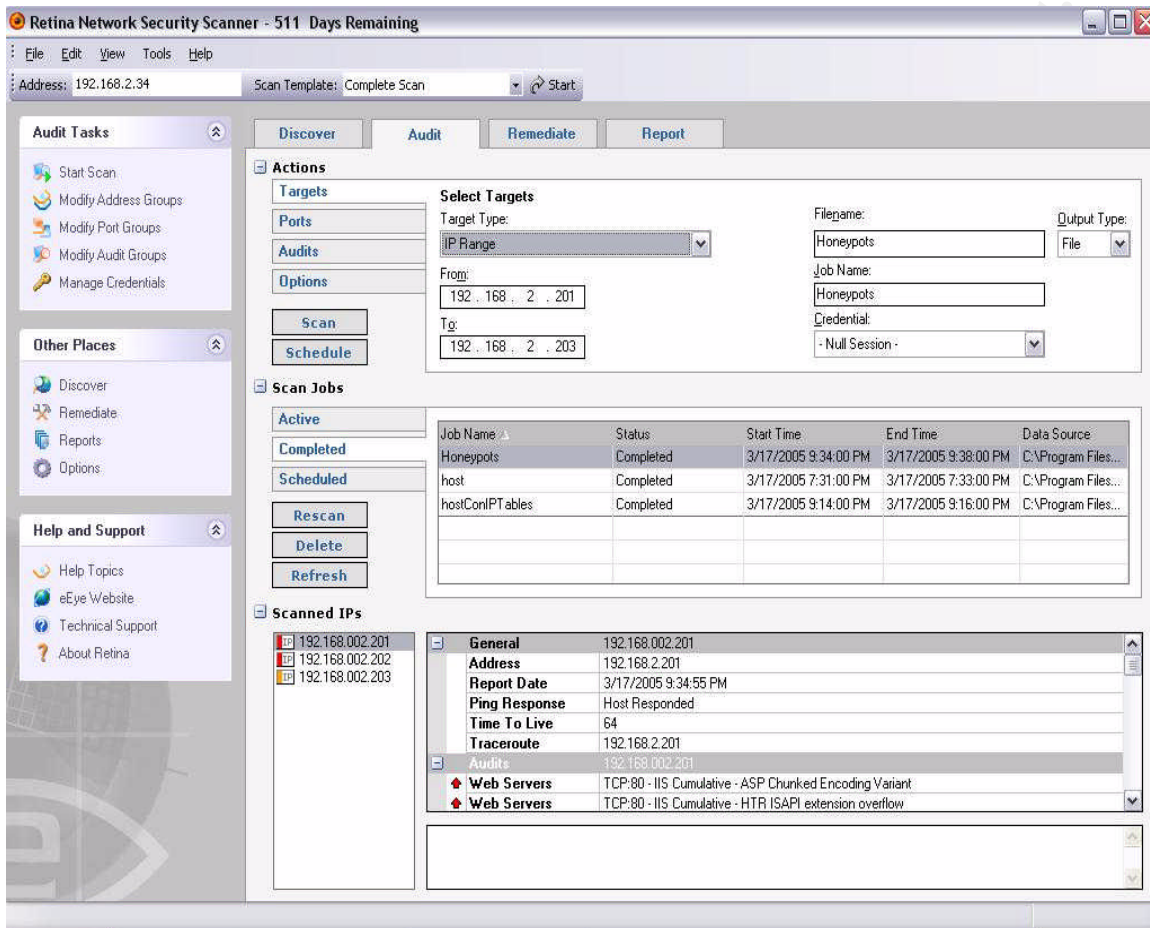 Retina Network Security Scanner - 511 Days Remaining
File Edit View Tools Help
Address: 192.168.2.34 Scan Template: Complete Scan Start
Audit Tasks
Start Scan
Modify Address Groups
Modify Port Groups
Modify Audit Groups
Manage Credentials
Other Places
Discover
Remediate
Reports
Options
Help and Support
Help Topics
eEye Website
Technical Support
About Retina
Discover Audit Remediate Report
Actions
Targets
Ports
Audits
Options
Scan
Schedule
Select Targets
Target Type:
IP Range
From:
192 . 168 . 2 . 201
To:
192 . 168 . 2 . 203
Filename:
Honeypots
Output Type:
File
Job Name:
Honeypots
Credential:
- Null Session -
Scan Jobs
Active
Completed
Scheduled
Rescan
Delete
Refresh
Job Name Status Start Time End Time Data Source
Honeypots Completed 3/17/2005 9:34:00 PM 3/17/2005 9:38:00 PM C:\Program Files...
host Completed 3/17/2005 7:31:00 PM 3/17/2005 7:33:00 PM C:\Program Files...
hostConIPTables Completed 3/17/2005 9:14:00 PM 3/17/2005 9:16:00 PM C:\Program Files...
Scanned IPs
IP 192.168.002.201
IP 192.168.002.202
IP 192.168.002.203
General 192.168.002.201
Address 192.168.2.201
Report Date 3/17/2005 9:34:55 PM
Ping Response Host Responded
Time To Live 64
Traceroute 192.168.2.201
Audits 192.168.002.201
Web Servers TCP:80 - IIS Cumulative - ASP Chunked Encoding Variant
Web Servers TCP:80 - IIS Cumulative - HTR ISAPI extension overflow